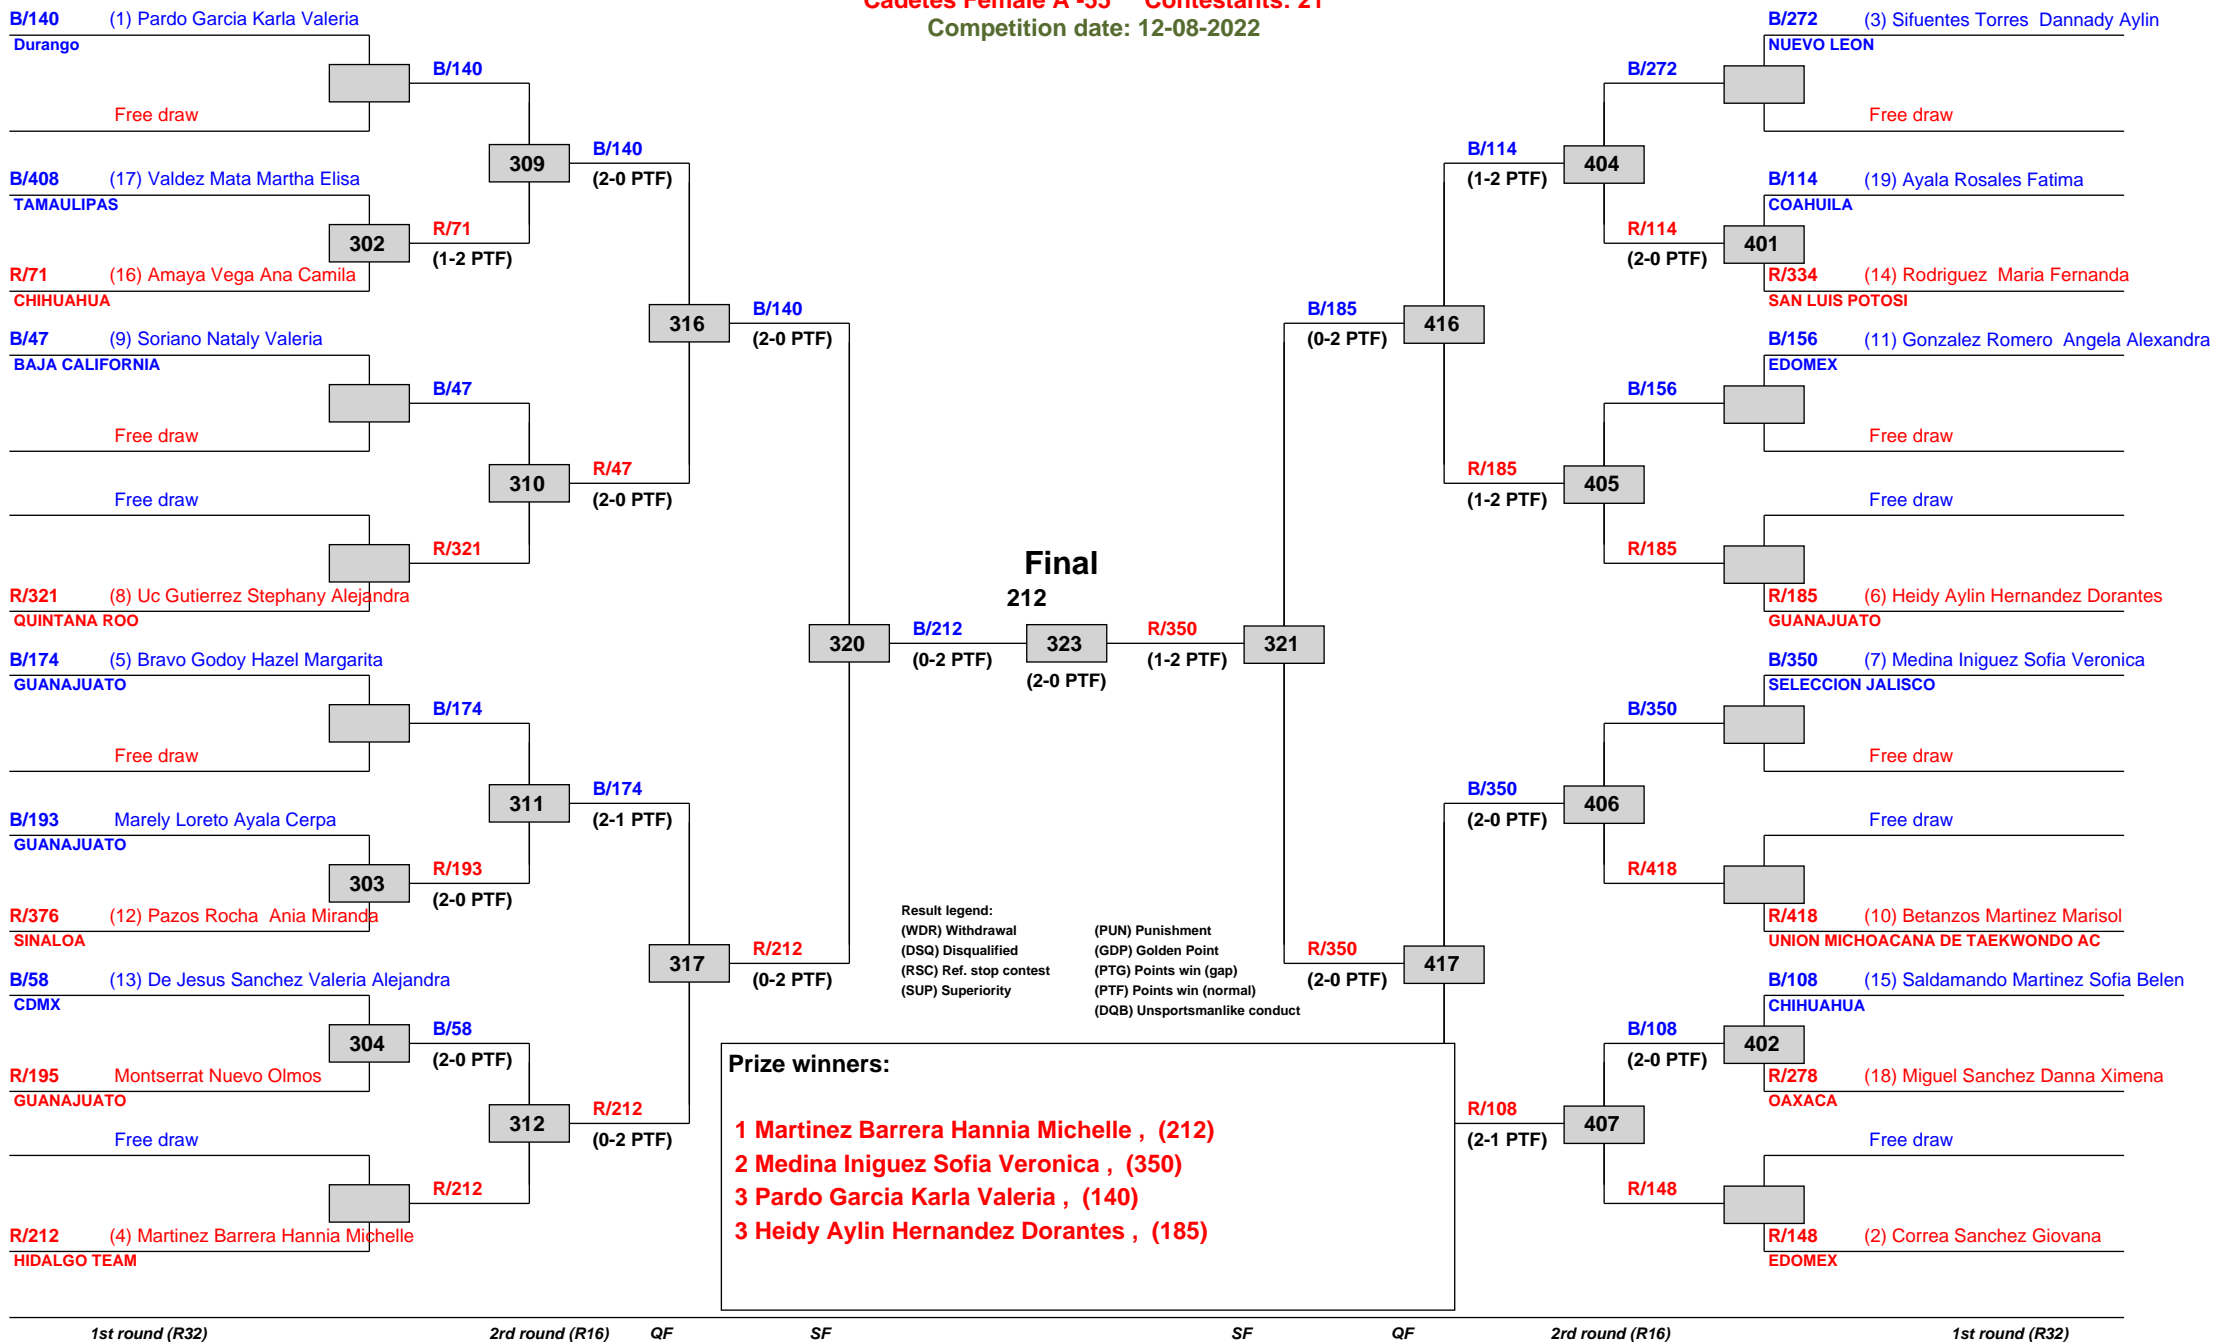 Cadetes Female A -55 Contestants: 21
Competition date: 12-08-2022
B/140 (1) Pardo Garcia Karla Valeria
Durango
Free draw
B/408 (17) Valdez Mata Martha Elisa
TAMAULIPAS
R/71 (16) Amaya Vega Ana Camila
CHIHUAHUA
B/47 (9) Soriano Nataly Valeria
BAJA CALIFORNIA
Free draw
Free draw
R/321 (8) Uc Gutierrez Stephany Alejandra
QUINTANA ROO
B/174 (5) Bravo Godoy Hazel Margarita
GUANAJUATO
Free draw
B/193 Marely Loreto Ayala Cerpa
GUANAJUATO
R/376 (12) Pazos Rocha Ania Miranda
SINALOA
B/58 (13) De Jesus Sanchez Valeria Alejandra
CDMX
R/195 Montserrat Nuevo Olmos
GUANAJUATO
Free draw
R/212 (4) Martinez Barrera Hannia Michelle
HIDALGO TEAM
302
303
304
B/140
R/71
(1-2 PTF)
B/47
R/321
B/174
R/193
(2-0 PTF)
B/58
(2-0 PTF)
R/212
309
310
311
312
B/140
(2-0 PTF)
R/47
(2-0 PTF)
B/174
(2-1 PTF)
R/212
(0-2 PTF)
316
317
B/140
(2-0 PTF)
R/212
(0-2 PTF)
320
B/212
(0-2 PTF)
Final
212
323
(2-0 PTF)
R/350
(1-2 PTF)
321
B/185
(0-2 PTF)
R/350
(2-0 PTF)
416
417
B/114
(1-2 PTF)
R/185
(1-2 PTF)
B/350
(2-0 PTF)
R/108
(2-1 PTF)
404
405
406
407
B/272
R/114
(2-0 PTF)
B/156
R/185
B/350
R/418
B/108
(2-0 PTF)
R/148
401
402
B/272 (3) Sifuentes Torres Dannady Aylin
NUEVO LEON
Free draw
B/114 (19) Ayala Rosales Fatima
COAHUILA
R/334 (14) Rodriguez Maria Fernanda
SAN LUIS POTOSI
B/156 (11) Gonzalez Romero Angela Alexandra
EDOMEX
Free draw
Free draw
R/185 (6) Heidy Aylin Hernandez Dorantes
GUANAJUATO
B/350 (7) Medina Iniguez Sofia Veronica
SELECCION JALISCO
Free draw
Free draw
R/418 (10) Betanzos Martinez Marisol
UNION MICHOACANA DE TAEKWONDO AC
B/108 (15) Saldamando Martinez Sofia Belen
CHIHUAHUA
R/278 (18) Miguel Sanchez Danna Ximena
OAXACA
Free draw
R/148 (2) Correa Sanchez Giovana
EDOMEX
Result legend:
(WDR) Withdrawal (PUN) Punishment
(DSQ) Disqualified (GDP) Golden Point
(RSC) Ref. stop contest (PTG) Points win (gap)
(SUP) Superiority (PTF) Points win (normal)
(DQB) Unsportsmanlike conduct
Prize winners:
1 Martinez Barrera Hannia Michelle , (212)
2 Medina Iniguez Sofia Veronica , (350)
3 Pardo Garcia Karla Valeria , (140)
3 Heidy Aylin Hernandez Dorantes , (185)
1st round (R32) 2rd round (R16) QF SF SF QF 2rd round (R16) 1st round (R32)